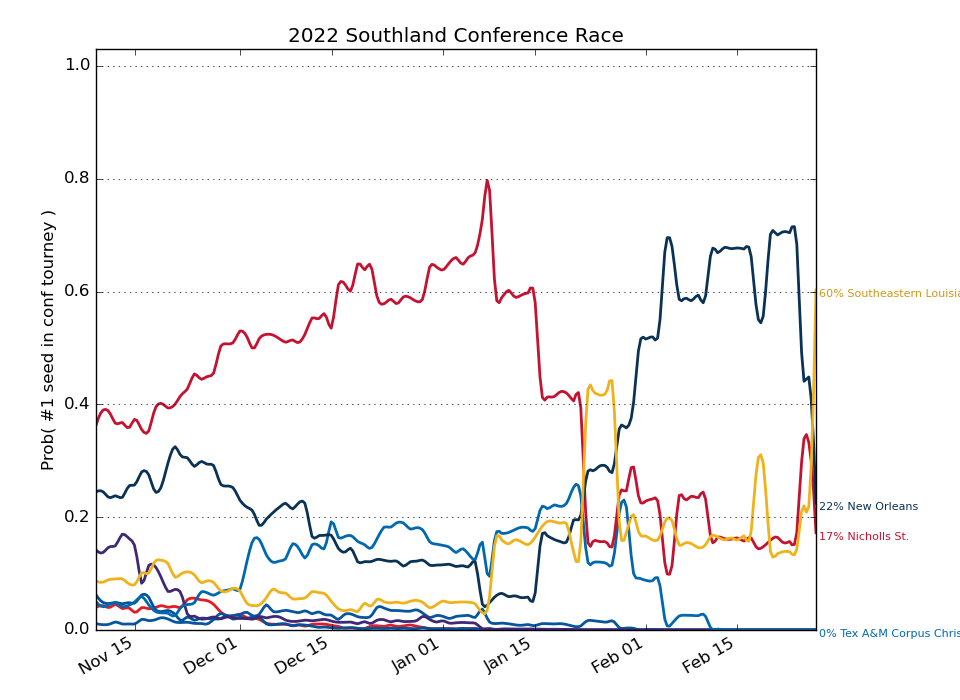 2022 Southland Conference Race
Prob( #1 seed in conf tourney )
1.0
0.8
0.6
0.4
0.2
0.0
Nov 15
Dec 01
Dec 15
Jan 01
Jan 15
Feb 01
Feb 15
60% Southeastern Louisia
22% New Orleans
17% Nicholls St.
0% Tex A&M Corpus Chris